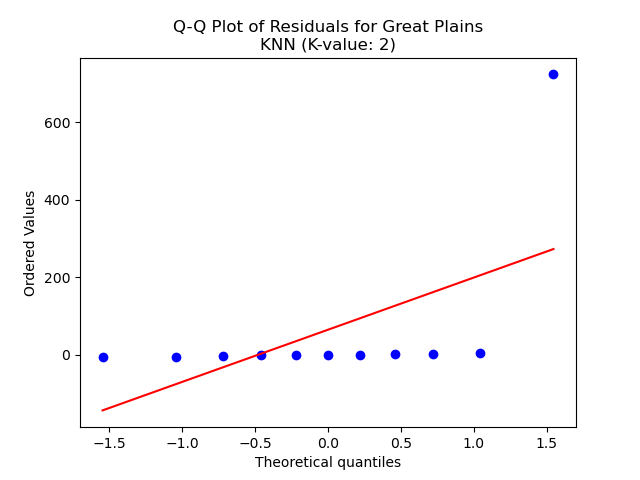 Q-Q Plot of Residuals for Great Plains
KNN (K-value: 2)
Ordered Values
600
400
200
0
−1.5 −1.0 −0.5 0.0 0.5 1.0 1.5
Theoretical quantiles